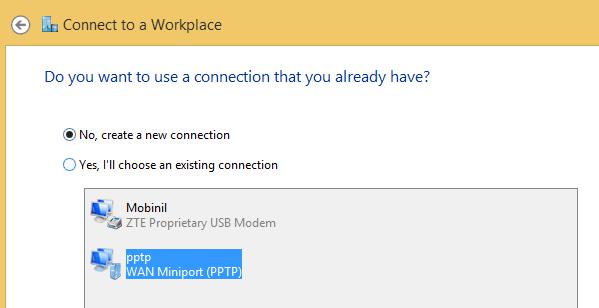 Connect to a Workplace
Do you want to use a connection that you already have?
No, create a new connection
Yes, I'll choose an existing connection
Mobinil
ZTE Proprietary USB Modem
pptp
WAN Miniport (PPTP)